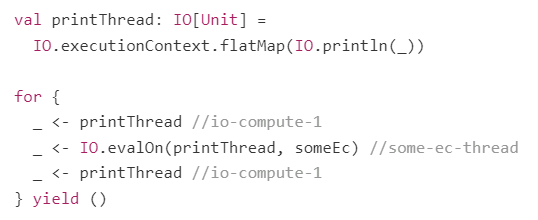 val printThread: IO[Unit] =
  IO.executionContext.flatMap(IO.println(_))

for {
  _ <- printThread //io-compute-1
  _ <- IO.evalOn(printThread, someEc) //some-ec-thread
  _ <- printThread //io-compute-1
} yield ()